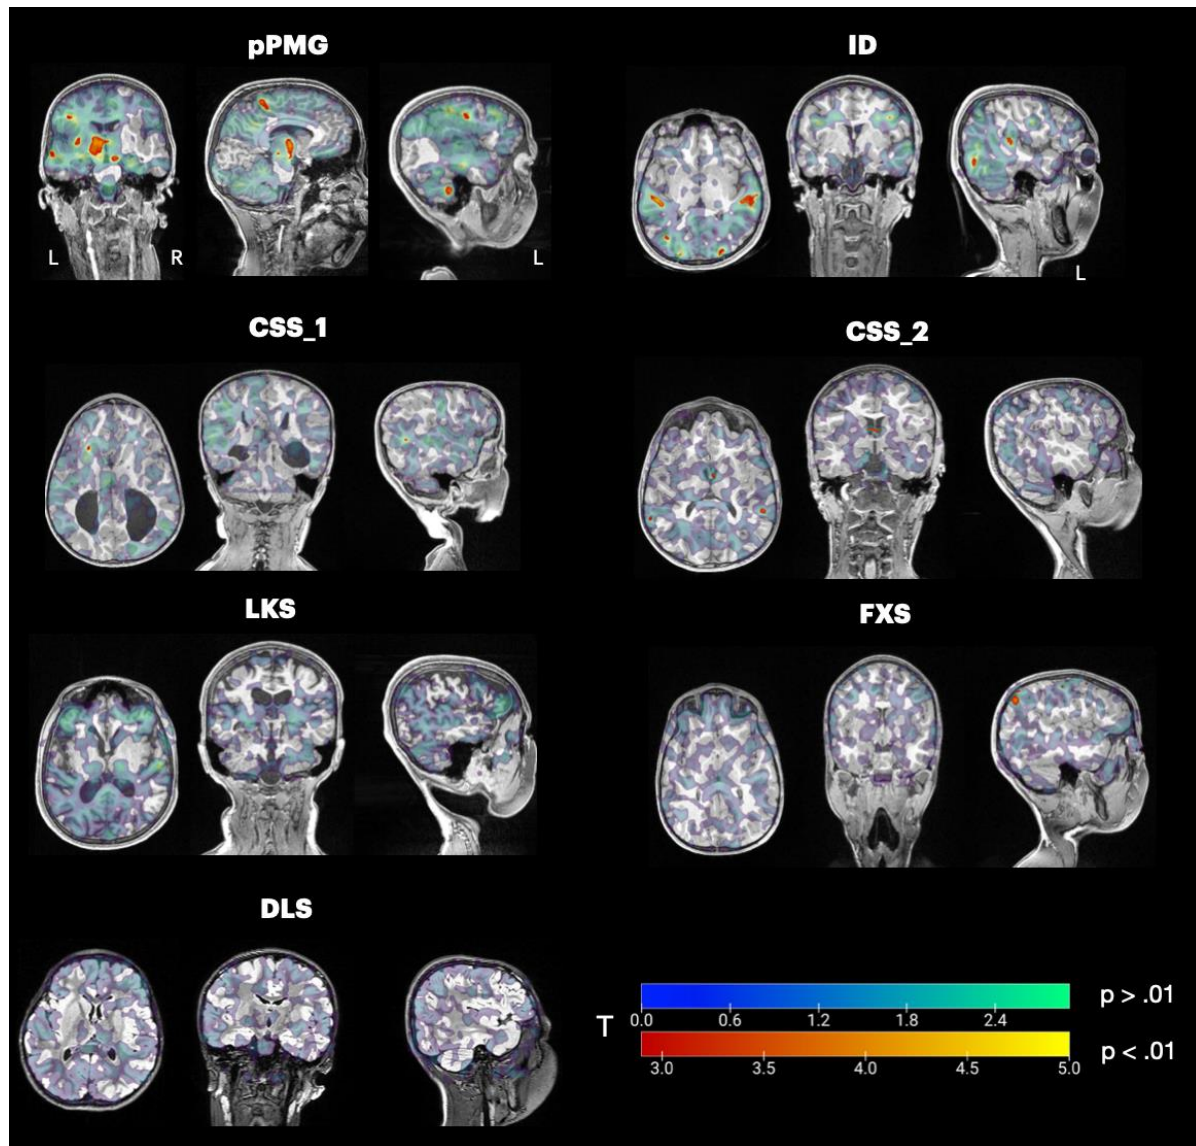 pPMG
ID
L R L
L
CSS_1
CSS_2
LKS
FXS
DLS
p > .01
T
0.0 0.6 1.2 1.8 2.4
p < .01
3.0 3.5 4.0 4.5 5.0